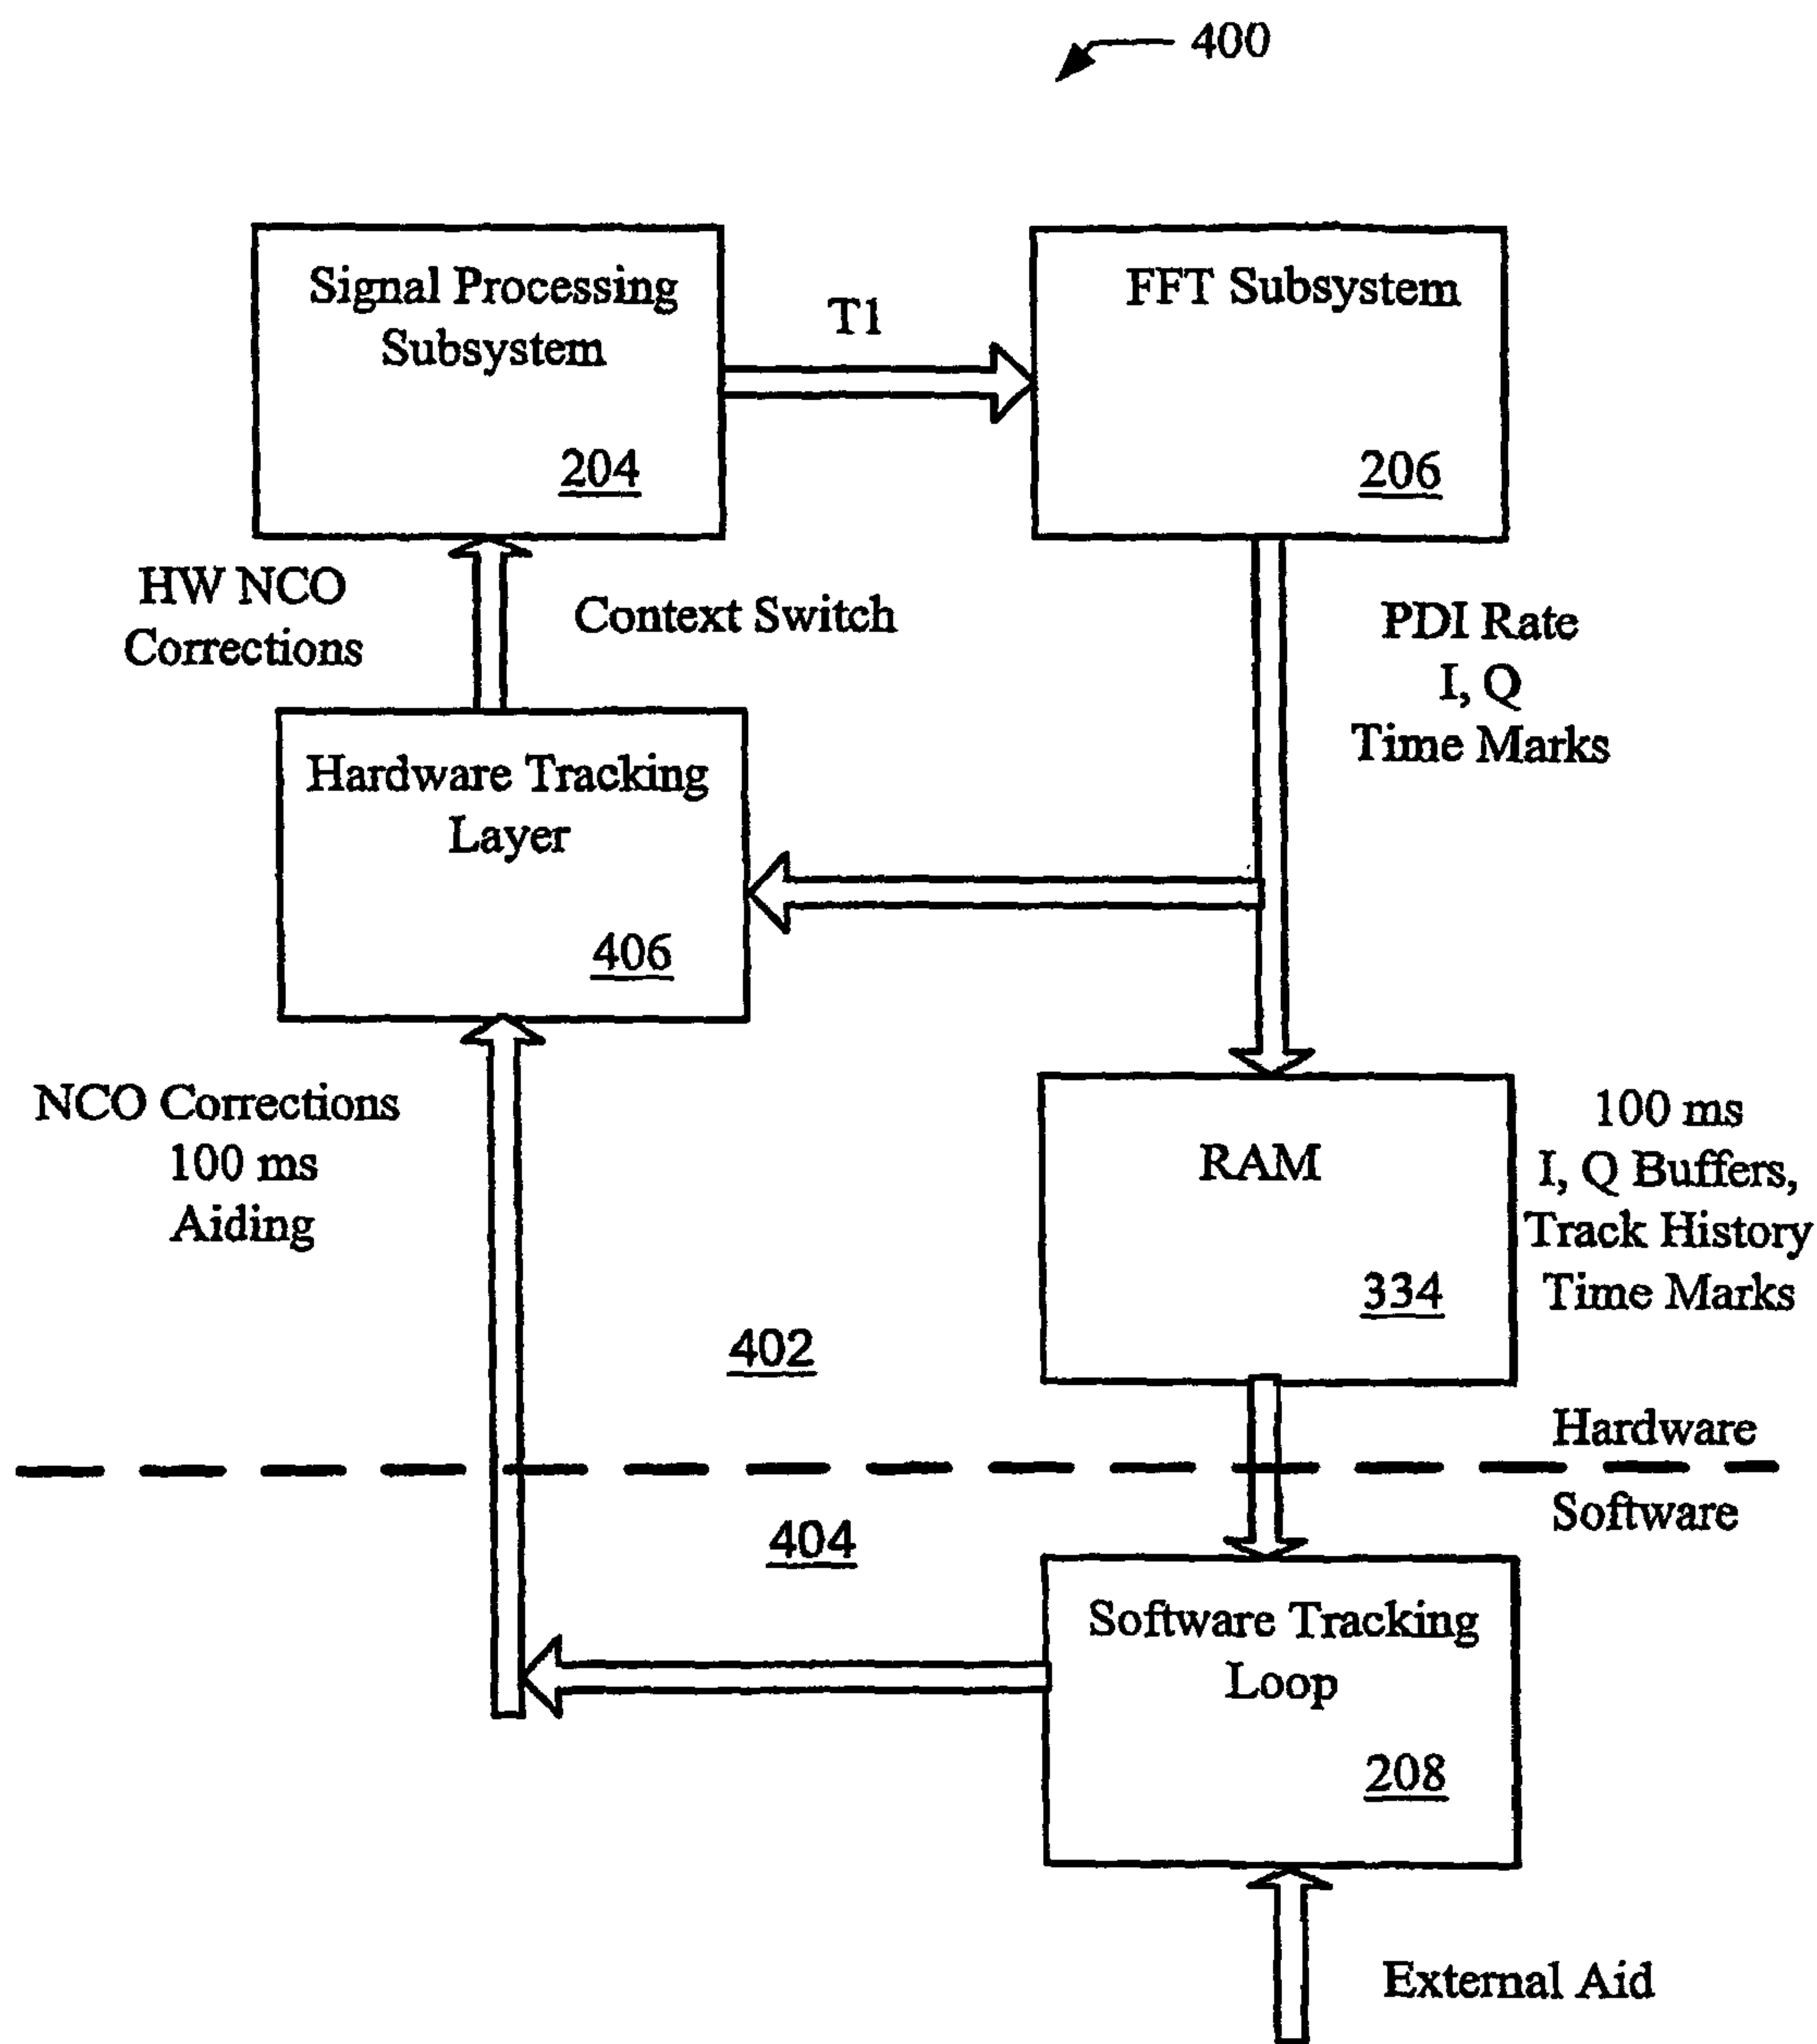 400
Signal Processing
Subsystem
204
T1
FFT Subsystem
206
HW NCO
Corrections
Context Switch
PDI Rate
I, Q
Time Marks
Hardware Tracking
Layer
406
NCO Corrections
100 ms
Aiding
RAM
334
100 ms
I, Q Buffers,
Track History
Time Marks
402
Hardware
Software
404
Software Tracking
Loop
208
External Aid